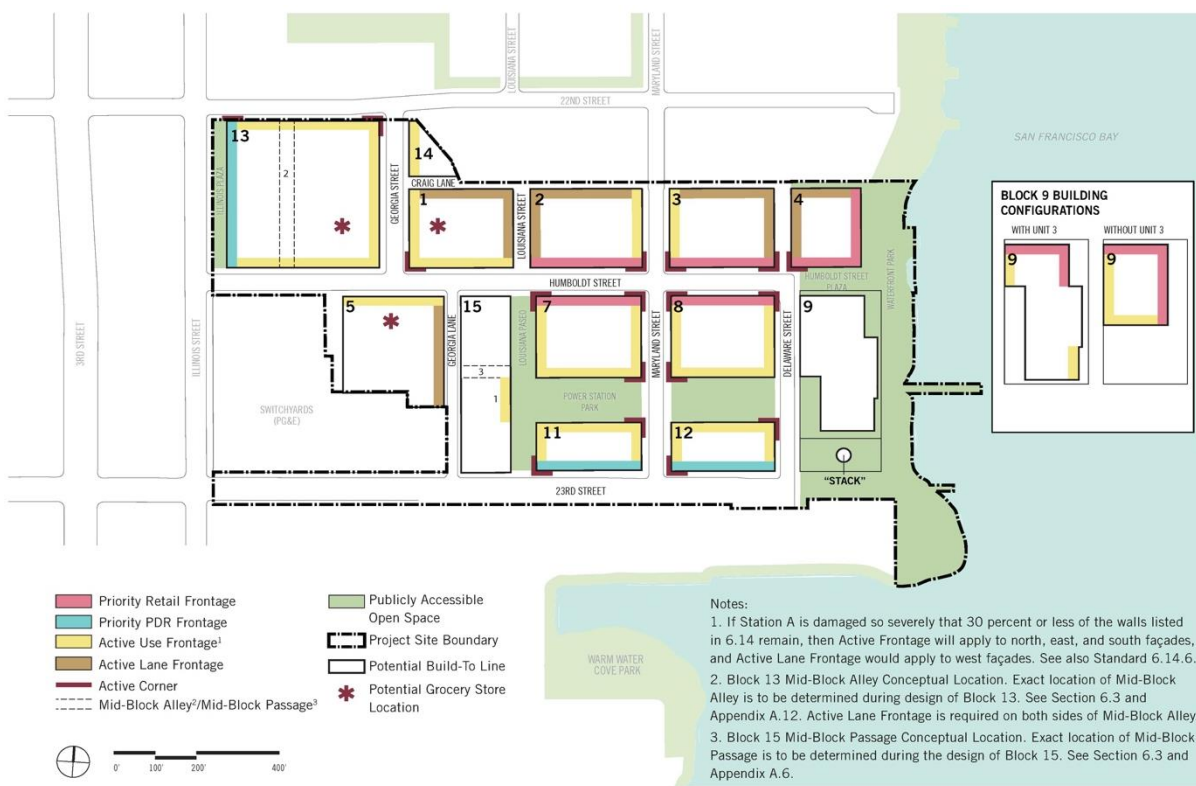 LOUISIANA STREET
MARYLAND STREET
22ND STREET
SAN FRANCISCO BAY
13
14
2
ILLINOIS PLAZA
GEORGIA STREET
CRAIG LANE
1
LOUISIANA STREET
2
3
4
3RD STREET
ILLINOIS STREET
HUMBOLDT STREET
HUMBOLDT STREET
PLAZA
WATERFRONT PARK
5
GEORGIA LANE
15
LOUISIANA PASEO
7
MARYLAND STREET
8
DELAWARE STREET
9
3
1
SWITCHYARDS
(PG&E)
POWER STATION
PARK
11
12
"STACK"
23RD STREET
WARM WATER
COVE PARK
BLOCK 9 BUILDING
CONFIGURATIONS
WITH UNIT 3
WITHOUT UNIT 3
9
9
Priority Retail Frontage
Priority PDR Frontage
Active Use Frontage¹
Active Lane Frontage
Active Corner
Mid-Block Alley²/Mid-Block Passage³
Publicly Accessible
Open Space
Project Site Boundary
Potential Build-To Line
Potential Grocery Store
Location
0'
100'
200'
400'
Notes:
1. If Station A is damaged so severely that 30 percent or less of the walls listed
in 6.14 remain, then Active Frontage will apply to north, east, and south façades,
and Active Lane Frontage would apply to west façades. See also Standard 6.14.6.
2. Block 13 Mid-Block Alley Conceptual Location. Exact location of Mid-Block
Alley is to be determined during design of Block 13. See Section 6.3 and
Appendix A.12. Active Lane Frontage is required on both sides of Mid-Block Alley
3. Block 15 Mid-Block Passage Conceptual Location. Exact location of Mid-Block
Passage is to be determined during the design of Block 15. See Section 6.3 and
Appendix A.6.